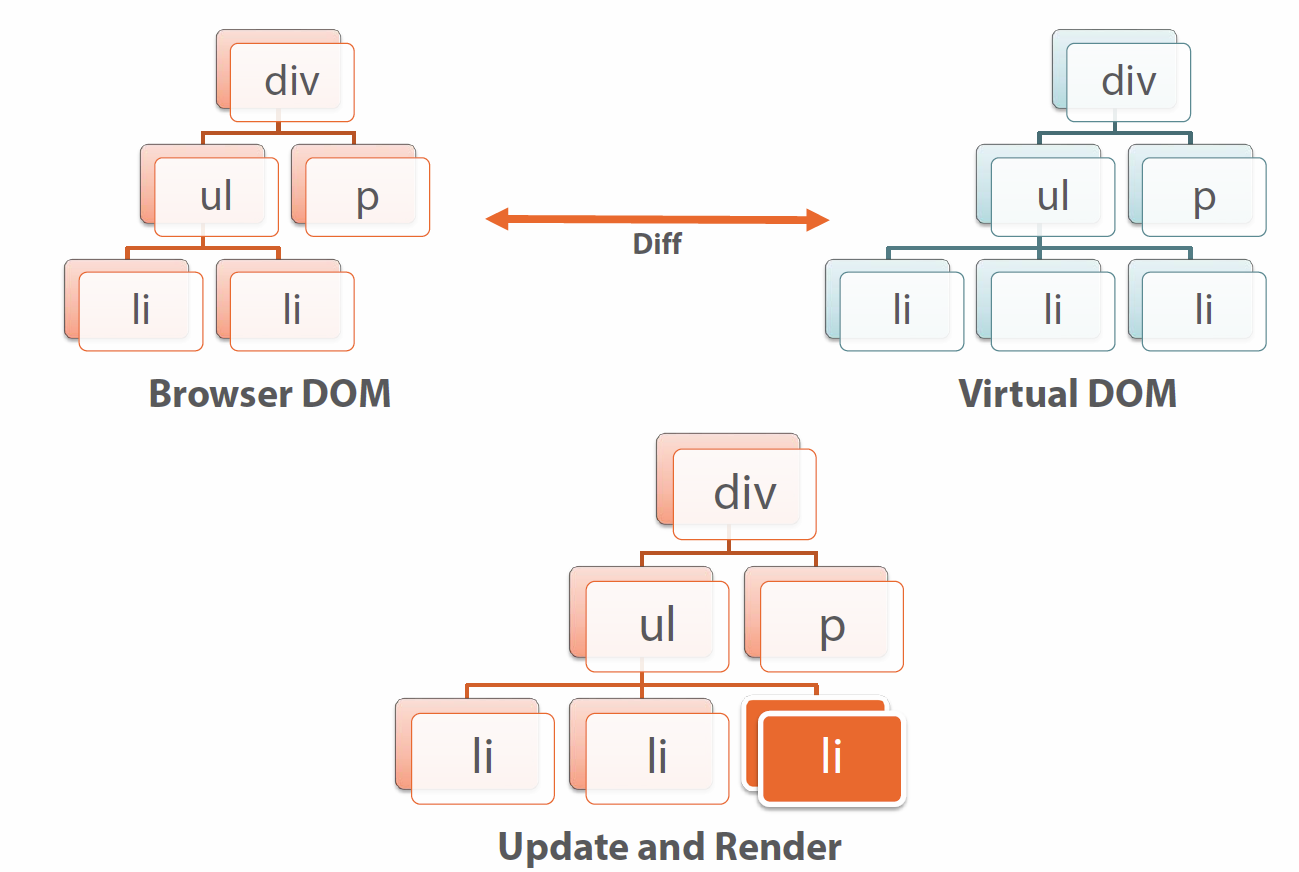 div
ul
p
li
li
Browser DOM
Diff
div
ul
p
li
li
li
Virtual DOM
div
ul
p
li
li
li
Update and Render